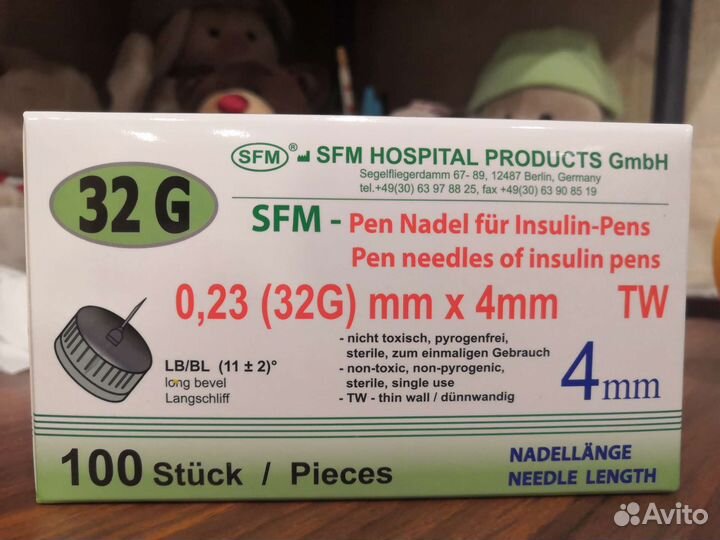 32 G
SFM ® SFM HOSPITAL PRODUCTS GmbH
Segelfliegerdamm 67- 89, 12487 Berlin, Germany
tel.+49(30) 63 97 88 25, fax +49(30) 63 90 85 19
SFM - Pen Nadel für Insulin-Pens
Pen needles of insulin pens
0,23 (32G) mm x 4mm TW
LB/BL (11 ± 2)°
long bevel
Langschliff
- nicht toxisch, pyrogenfrei,
sterile, zum einmaligen Gebrauch
- non-toxic, non-pyrogenic,
sterile, single use
- TW - thin wall / dünnwandig
4mm
100 Stück / Pieces
NADELLÄNGE
NEEDLE LENGTH
Avito